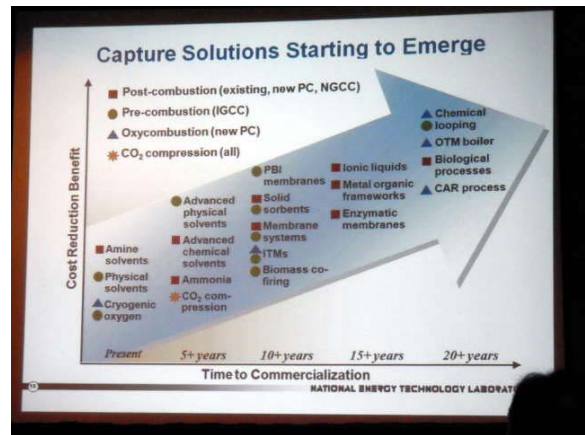 Capture Solutions Starting to Emerge
Post-combustion (existing, new PC, NGCC)
Pre-combustion (IGCC)
Oxycombustion (new PC)
CO₂ compression (all)
Cost Reduction Benefit
Amine
solvents
Physical
solvents
Cryogenic
oxygen
Advanced
physical
solvents
Advanced
chemical
solvents
Ammonia
CO₂ com-
pression
PBI
membranes
Solid
sorbents
Membrane
systems
ITMs
Biomass co-
firing
Ionic liquids
Metal organic
frameworks
Enzymatic
membranes
Chemical
looping
OTM boiler
Biological
processes
CAR process
Present
5+ years
10+ years
15+ years
20+ years
Time to Commercialization
NATIONAL ENERGY TECHNOLOGY LABORATO